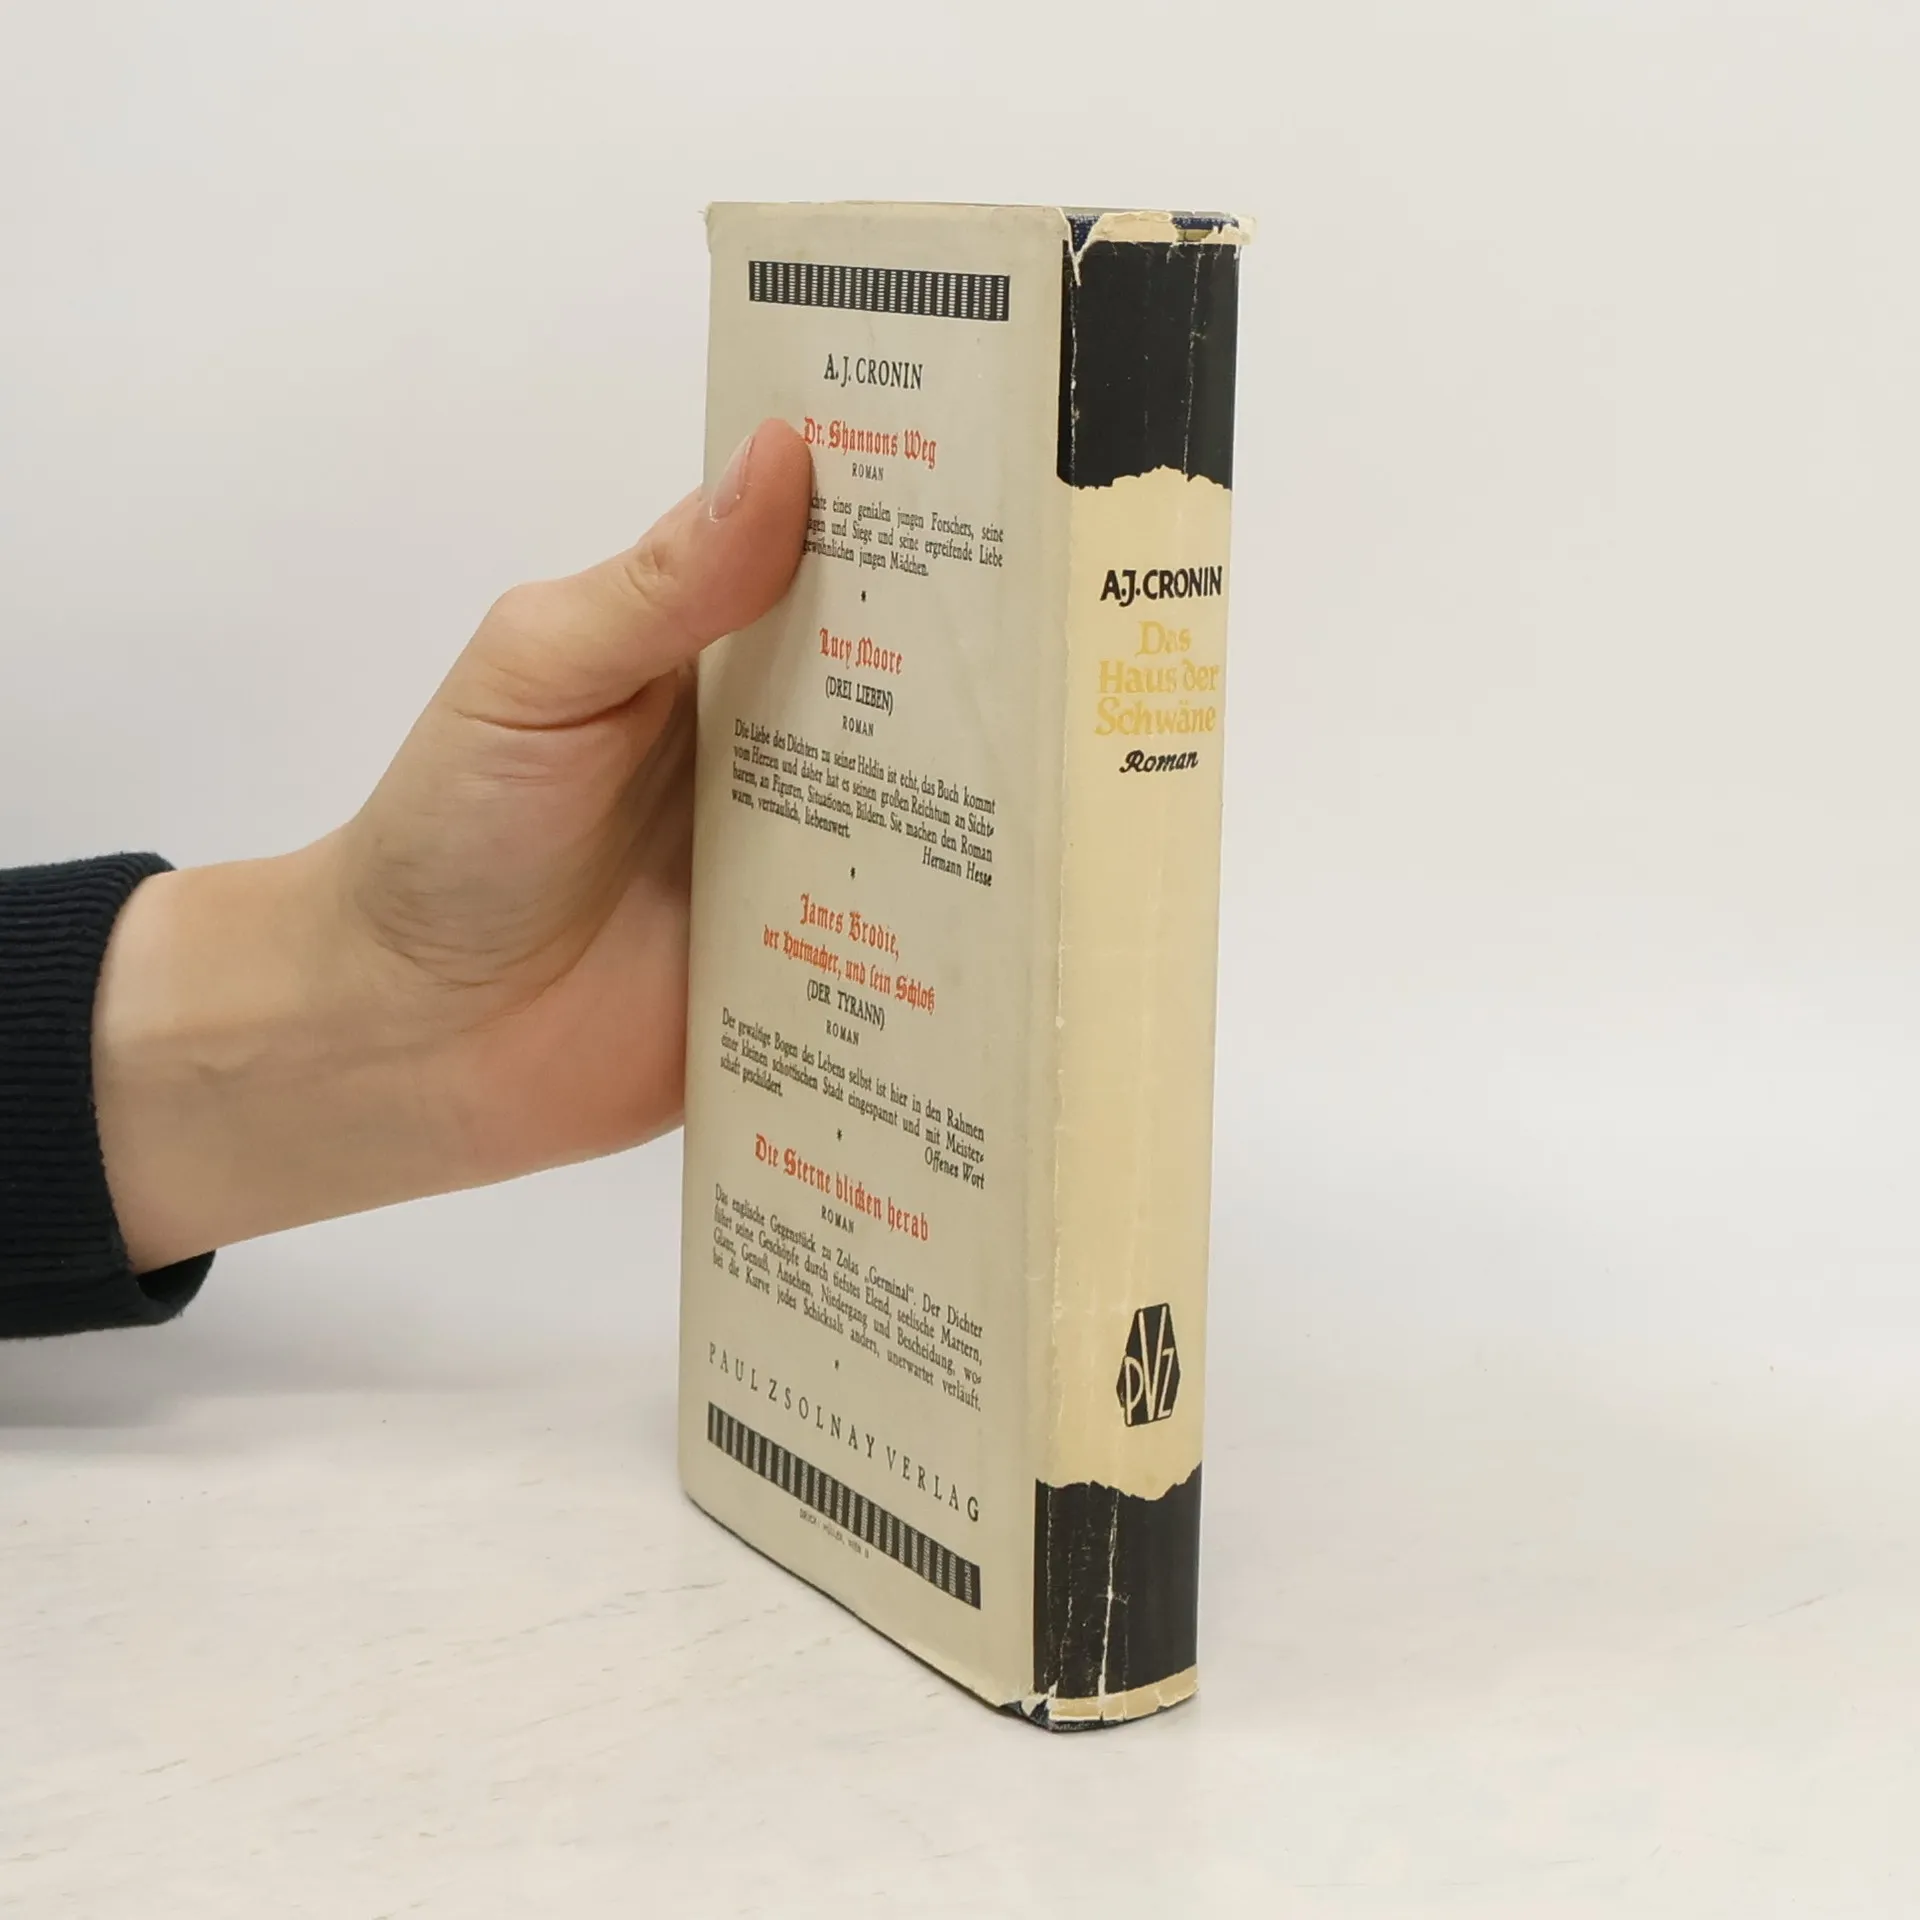 A. J. CRONIN
Dr. Shannons Weg
ROMAN
chte eines genialen jungen Forschers, seine
agen und Siege und seine ergreifende Liebe
gewöhnlichen jungen Mädchen.
*
Lucy Moore
(DREI LIEBEN)
ROMAN
Die Liebe des Dichters zu seiner Heldin ist echt, das Buch kommt
vom Herzen und daher hat es seinen großen Reichtum an Sicht-
barem, an Figuren, Situationen, Bildern. Sie machen den Roman
warm, vertraulich, liebenswert.
Hermann Hesse
*
James Brodie,
der Hutmacher, und sein Schloß
(DER TYRANN)
ROMAN
Der gewaltige Bogen des Lebens selbst ist hier in den Rahmen
einer kleinen schottischen Stadt eingespannt und mit Meister-
schaft geschildert.
Offenes Wort
*
Die Sterne blicken herab
ROMAN
Das englische Gegenstück zu Zolas „Germinal“. Der Dichter
führt seine Geschöpfe durch tiefstes Elend, seelische Martern,
Glanz, Genuß, Ansehen, Niedergang und Bescheidung, wo-
bei die Kurve jedes Schicksals anders, unerwartet verläuft.
*
PAUL ZSOLNAY VERLAG
DRUCK: MÜLLER, WIEN
A.J.CRONIN
Das
Haus der
Schwäne
Roman
PVZ